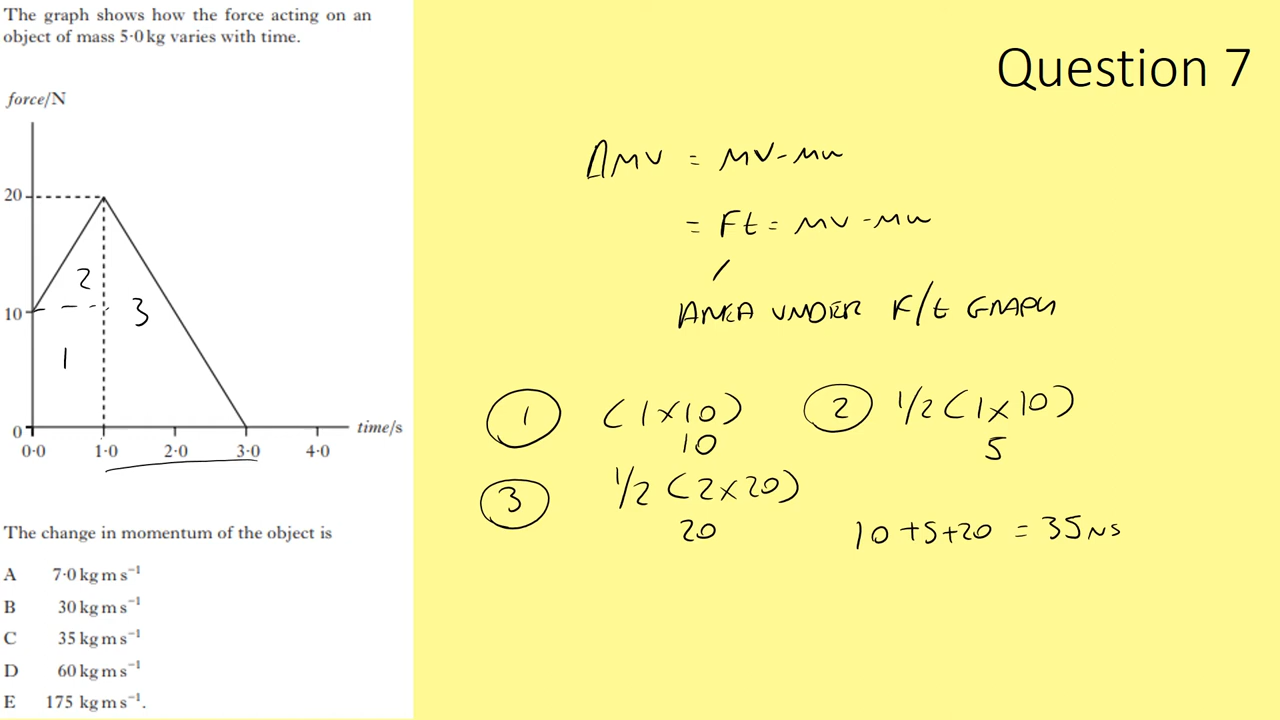 The graph shows how the force acting on an
object of mass 5·0 kg varies with time.
force/N
20
10
0
0·0 1·0 2·0 3·0 4·0
time/s
2
3
1
The change in momentum of the object is
A 7·0 kg m s⁻¹
B 30 kg m s⁻¹
C 35 kg m s⁻¹
D 60 kg m s⁻¹
E 175 kg m s⁻¹.
Question 7
Δmv = mv - mu
= Ft = mv - mu
AREA UNDER F/t GRAPH
1 (1×10)
10
2 1/2 (1×10)
5
3 1/2 (2×20)
20
10+5+20 = 35 Ns